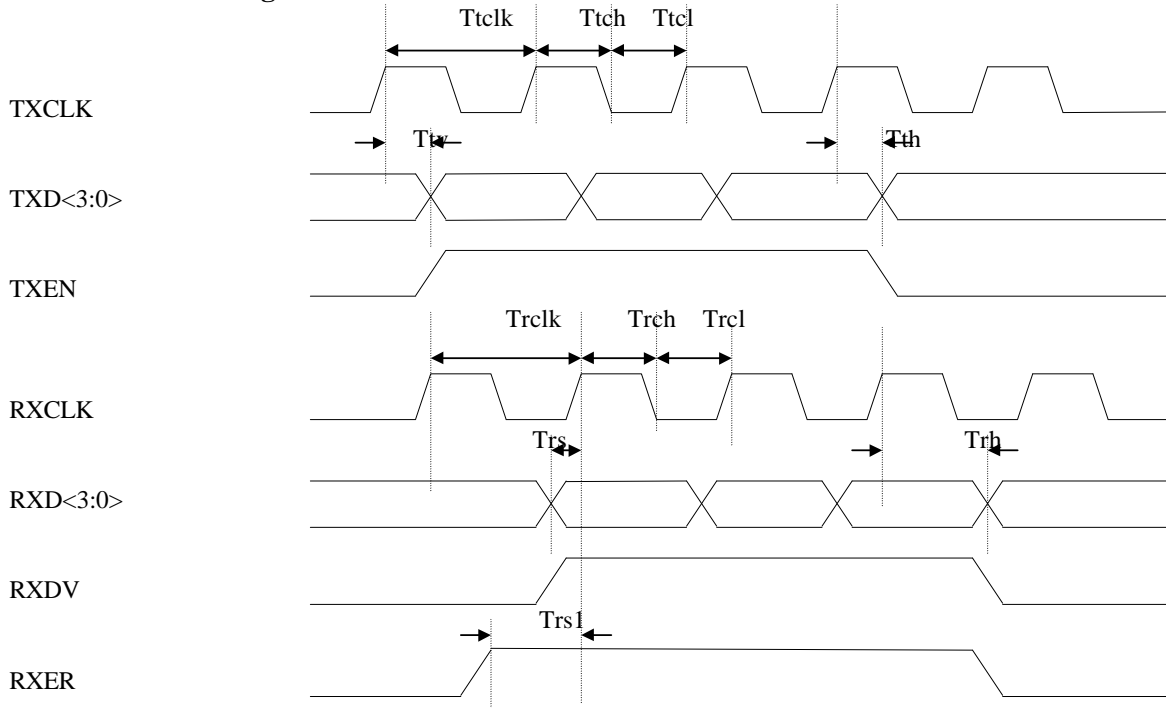 Ttclk Ttch Ttcl
TXCLK
Ttv Tth
TXD<3:0>
TXEN
Trclk Trch Trcl
RXCLK
Trs Trh
RXD<3:0>
RXDV
Trs1
RXER